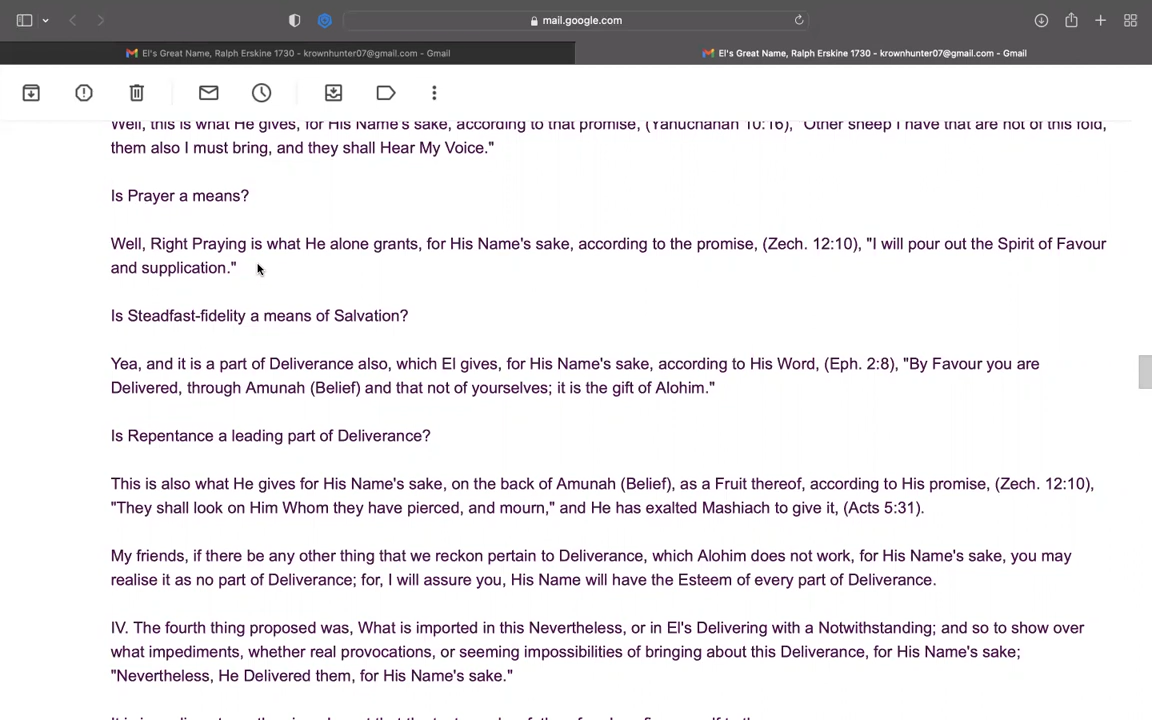 mail.google.com
El's Great Name, Ralph Erskine 1730 - krownhunter07@gmail.com - Gmail
El's Great Name, Ralph Erskine 1730 - krownhunter07@gmail.com - Gmail
Well, this is what He gives, for His Name's sake, according to that promise, (Yahuchanan 10:16), "Other sheep I have that are not of this fold,
them also I must bring, and they shall Hear My Voice."
Is Prayer a means?
Well, Right Praying is what He alone grants, for His Name's sake, according to the promise, (Zech. 12:10), "I will pour out the Spirit of Favour
and supplication."
Is Steadfast-fidelity a means of Salvation?
Yea, and it is a part of Deliverance also, which El gives, for His Name's sake, according to His Word, (Eph. 2:8), "By Favour you are
Delivered, through Amunah (Belief) and that not of yourselves; it is the gift of Alohim."
Is Repentance a leading part of Deliverance?
This is also what He gives for His Name's sake, on the back of Amunah (Belief), as a Fruit thereof, according to His promise, (Zech. 12:10),
"They shall look on Him Whom they have pierced, and mourn," and He has exalted Mashiach to give it, (Acts 5:31).
My friends, if there be any other thing that we reckon pertain to Deliverance, which Alohim does not work, for His Name's sake, you may
realise it as no part of Deliverance; for, I will assure you, His Name will have the Esteem of every part of Deliverance.
IV. The fourth thing proposed was, What is imported in this Nevertheless, or in El's Delivering with a Notwithstanding; and so to show over
what impediments, whether real provocations, or seeming impossibilities of bringing about this Deliverance, for His Name's sake;
"Nevertheless, He Delivered them, for His Name's sake."